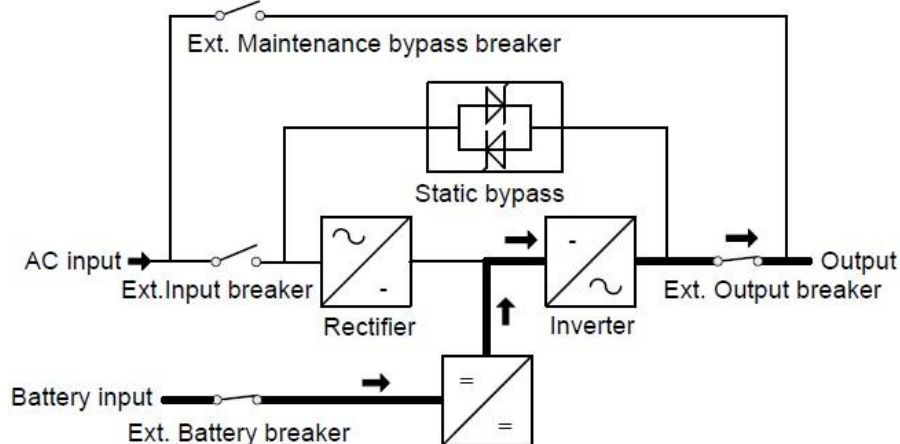 Ext. Maintenance bypass breaker
Static bypass
AC input
Output
Ext.Input breaker
Ext. Output breaker
Rectifier
Inverter
Battery input
Ext. Battery breaker